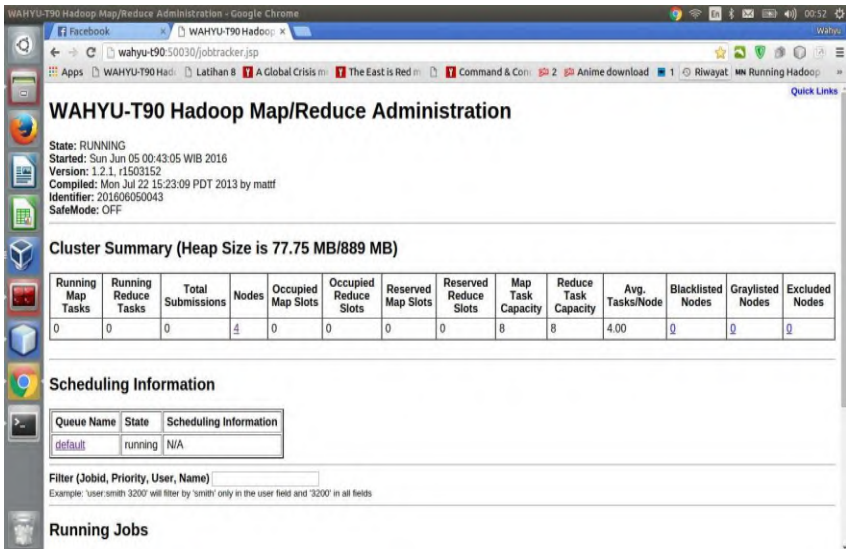 WAHYU-T90 Hadoop Map/Reduce Administration - Google Chrome
En
00:52
Facebook
WAHYU-T90 Hadoop
Wahyu
wahyu-t90:50030/jobtracker.jsp
Apps WAHYU-T90 Had Latihan 8 A Global Crisis m The East is Red m Command & Con 2 Anime download 1 Riwayat MN Running Hadoop »
Quick Links
WAHYU-T90 Hadoop Map/Reduce Administration
State: RUNNING
Started: Sun Jun 05 00:43:05 WIB 2016
Version: 1.2.1, r1503152
Compiled: Mon Jul 22 15:23:09 PDT 2013 by mattf
Identifier: 201606050043
SafeMode: OFF
Cluster Summary (Heap Size is 77.75 MB/889 MB)
Running Map Tasks Running Reduce Tasks Total Submissions Nodes Occupied Map Slots Occupied Reduce Slots Reserved Map Slots Reserved Reduce Slots Map Task Capacity Reduce Task Capacity Avg. Tasks/Node Blacklisted Nodes Graylisted Nodes Excluded Nodes
0 0 0 4 0 0 0 0 8 8 4.00 0 0 0
Scheduling Information
Queue Name State Scheduling Information
default running N/A
Filter (Jobid, Priority, User, Name)
Example: 'user:smith 3200' will filter by 'smith' only in the user field and '3200' in all fields
Running Jobs